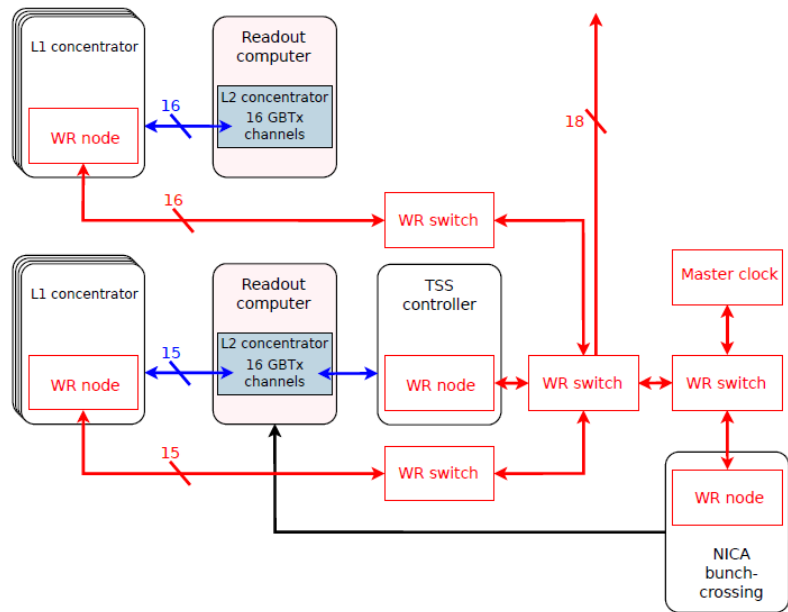 L1 concentrator
WR node
16
Readout
computer
L2 concentrator
16 GBTx
channels
18
16
WR switch
L1 concentrator
WR node
15
Readout
computer
L2 concentrator
16 GBTx
channels
TSS
controller
WR node
WR switch
Master clock
WR switch
15
WR switch
WR node
NICA
bunch-
crossing